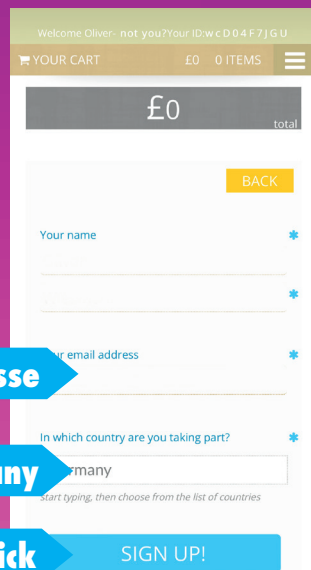 Welcome Oliver- not you?Your ID:wcD04F7JGU
YOUR CART £0 0 ITEMS
£0
total
BACK
Your name *
*
sse
ur email address *
In which country are you taking part? *
any
rmany
start typing, then choose from the list of countries
ick
SIGN UP!